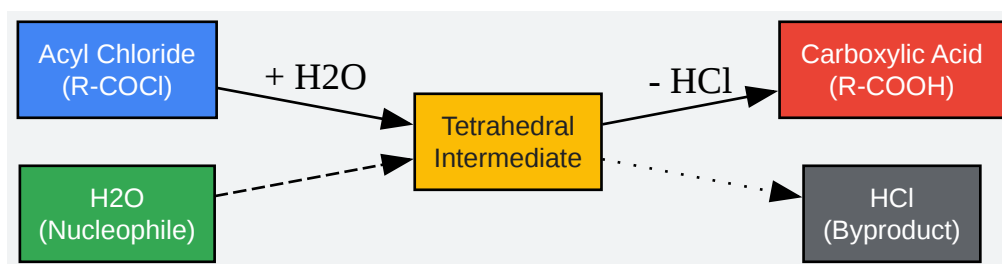 Acyl Chloride
(R-COCl)
+ H2O
H2O
(Nucleophile)
Tetrahedral
Intermediate
- HCl
Carboxylic Acid
(R-COOH)
HCl
(Byproduct)